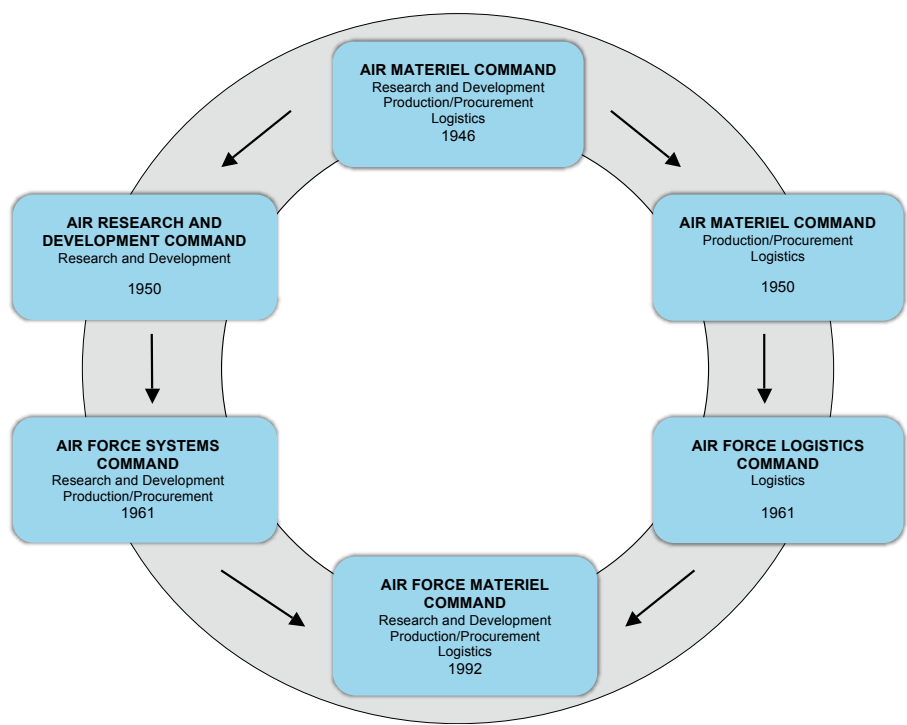 AIR MATERIEL COMMAND
Research and Development
Production/Procurement
Logistics
1946
AIR RESEARCH AND
DEVELOPMENT COMMAND
Research and Development
1950
AIR MATERIEL COMMAND
Production/Procurement
Logistics
1950
AIR FORCE SYSTEMS
COMMAND
Research and Development
Production/Procurement
1961
AIR FORCE LOGISTICS
COMMAND
Logistics
1961
AIR FORCE MATERIEL
COMMAND
Research and Development
Production/Procurement
Logistics
1992